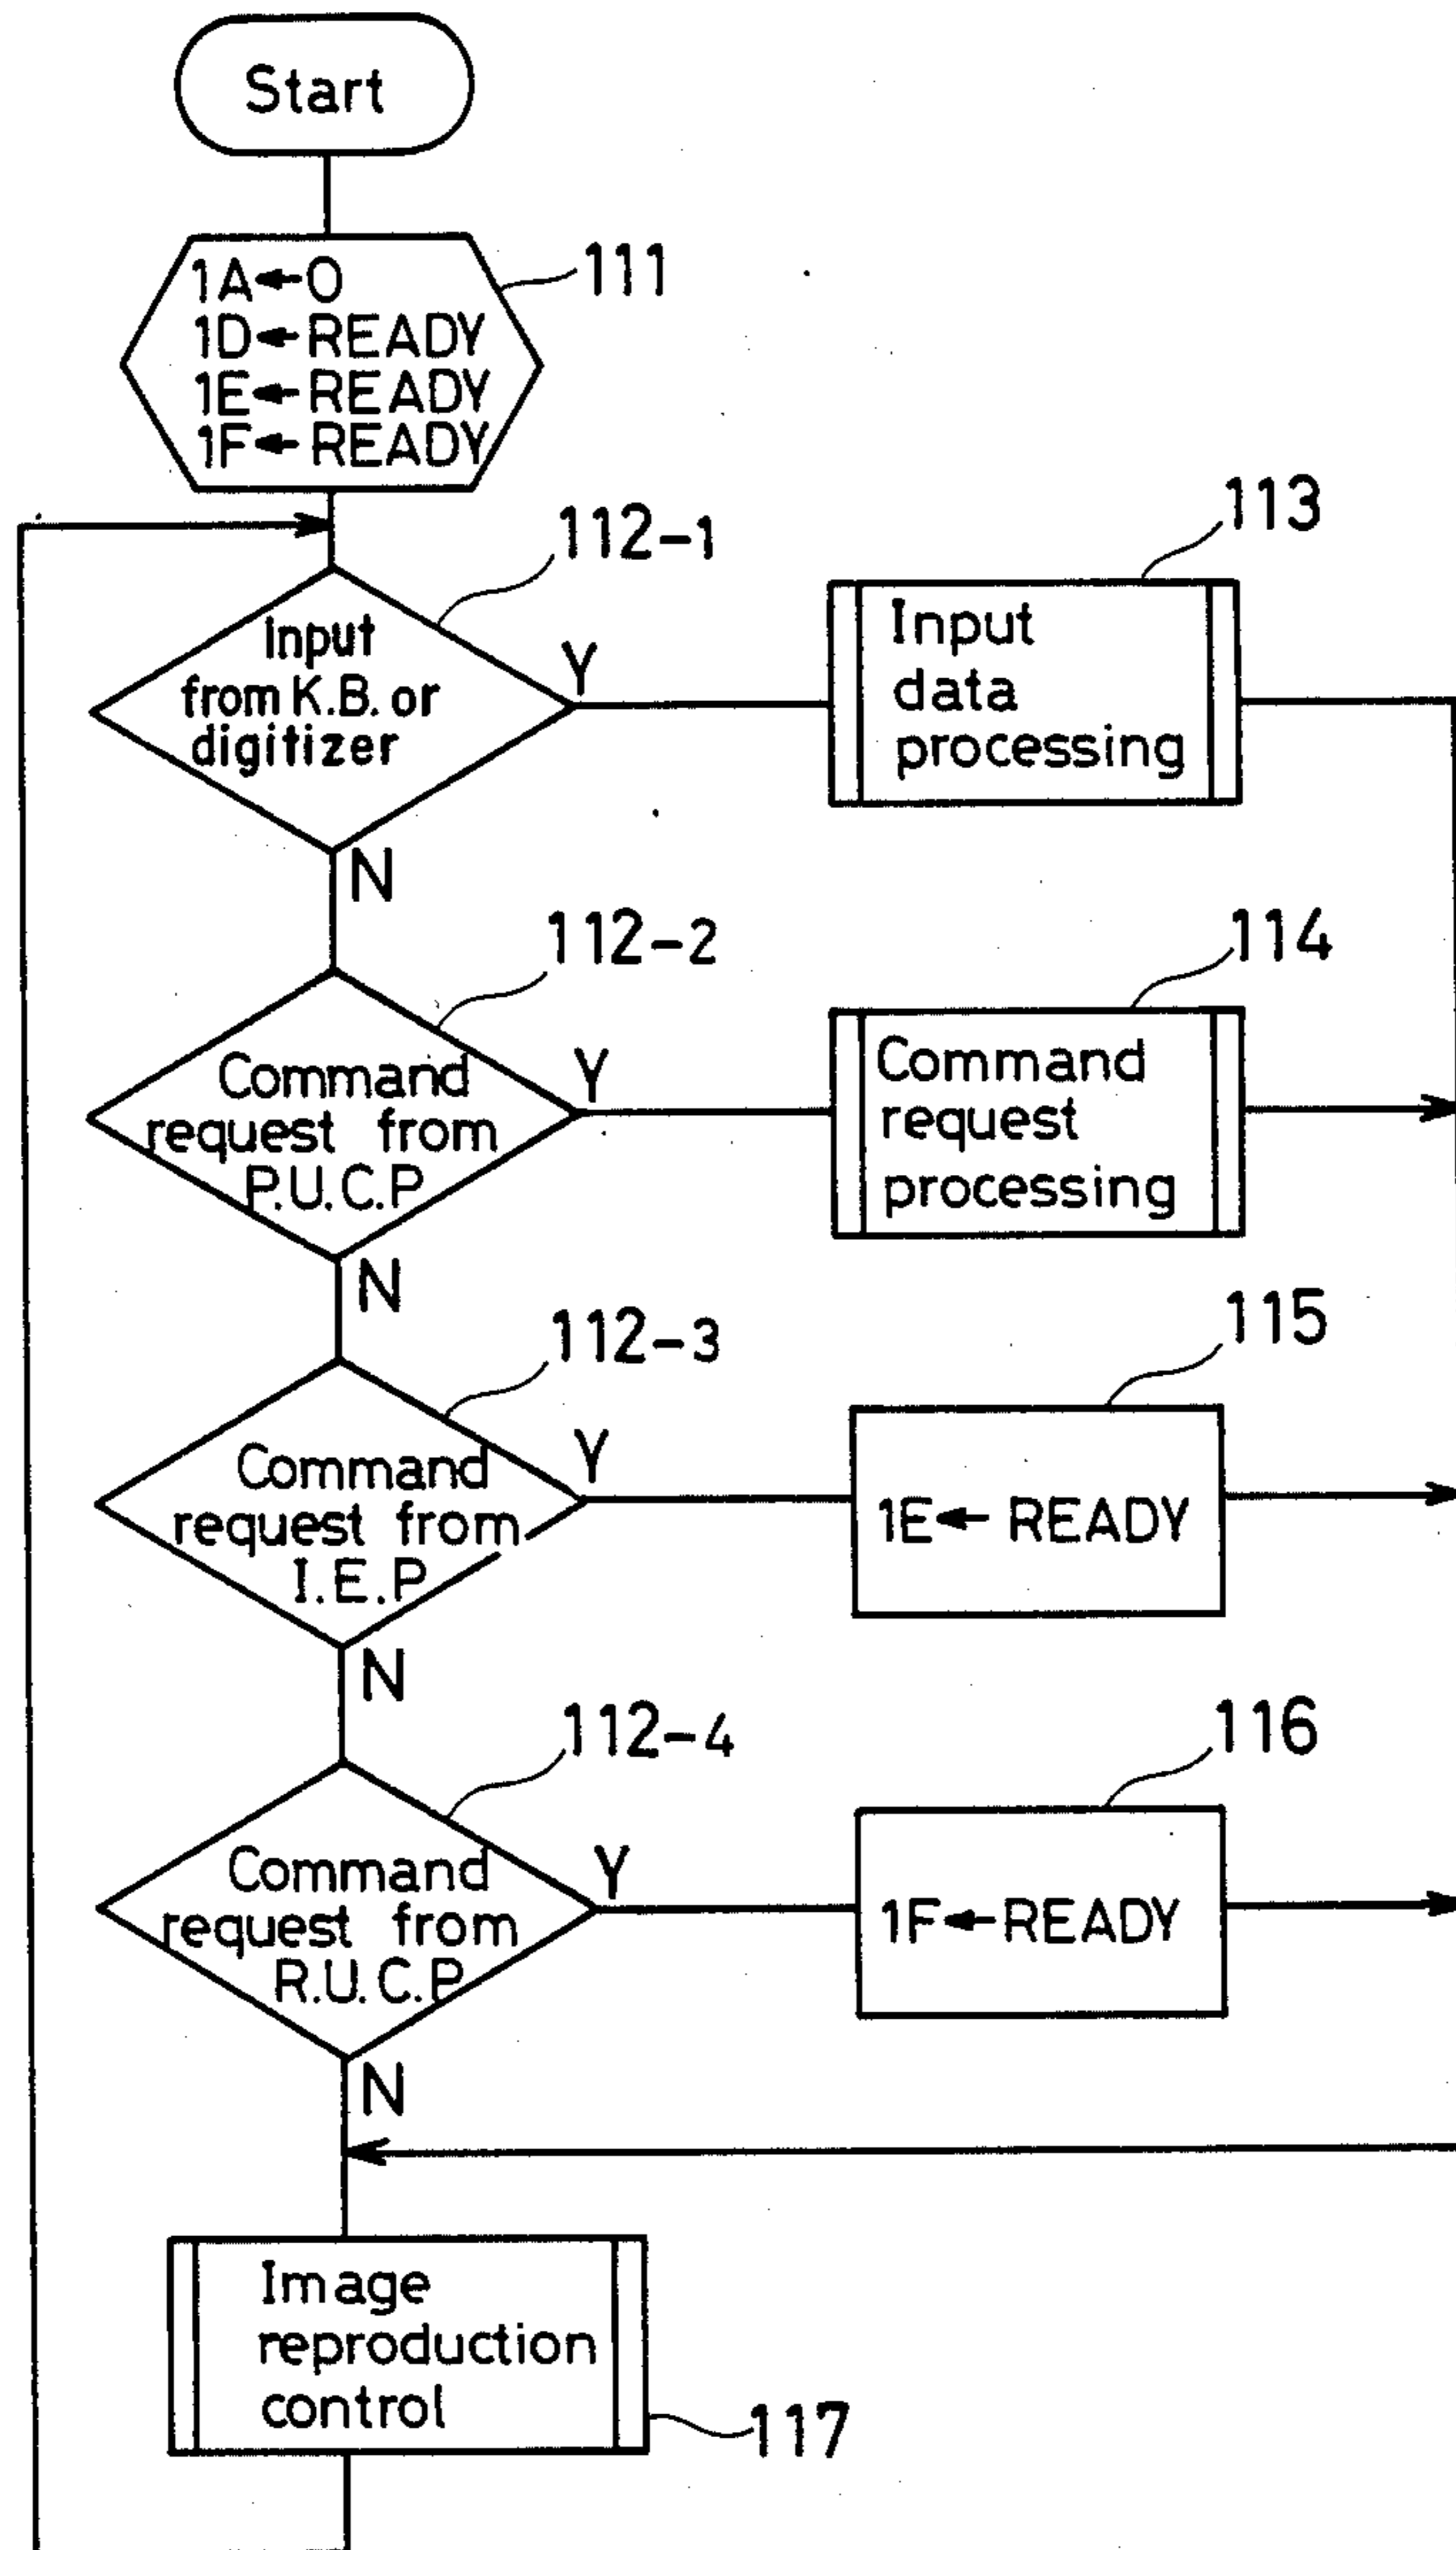 Start
111
1A←0
1D←READY
1E←READY
1F←READY
112-1
113
Input
from K.B. or
digitizer
Y
Input
data
processing
N
112-2
114
Command
request from
P.U.C.P
Y
Command
request
processing
N
112-3
115
Command
request from
I.E.P
Y
1E← READY
N
112-4
116
Command
request from
R.U.C.P
Y
1F←READY
N
Image
reproduction
control
117